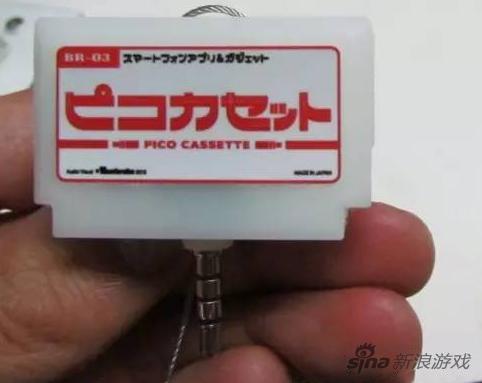 BR-03 スマートフォンアプリ&ガジェット
ピコカセット
PICO CASSETTE
MADE IN JAPAN
sina 新浪游戏